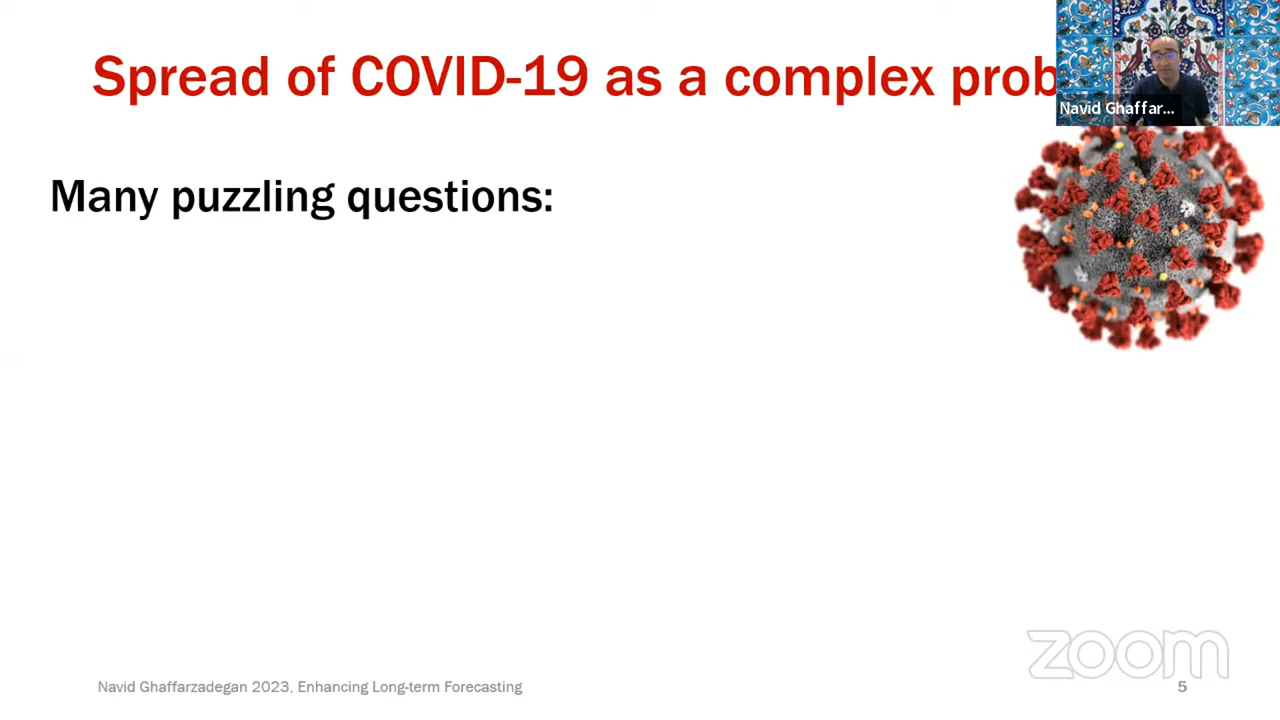 Spread of COVID-19 as a complex prob
Navid Ghaffar...
Many puzzling questions:
zoom
Navid Ghaffarzadegan 2023, Enhancing Long-term Forecasting
5